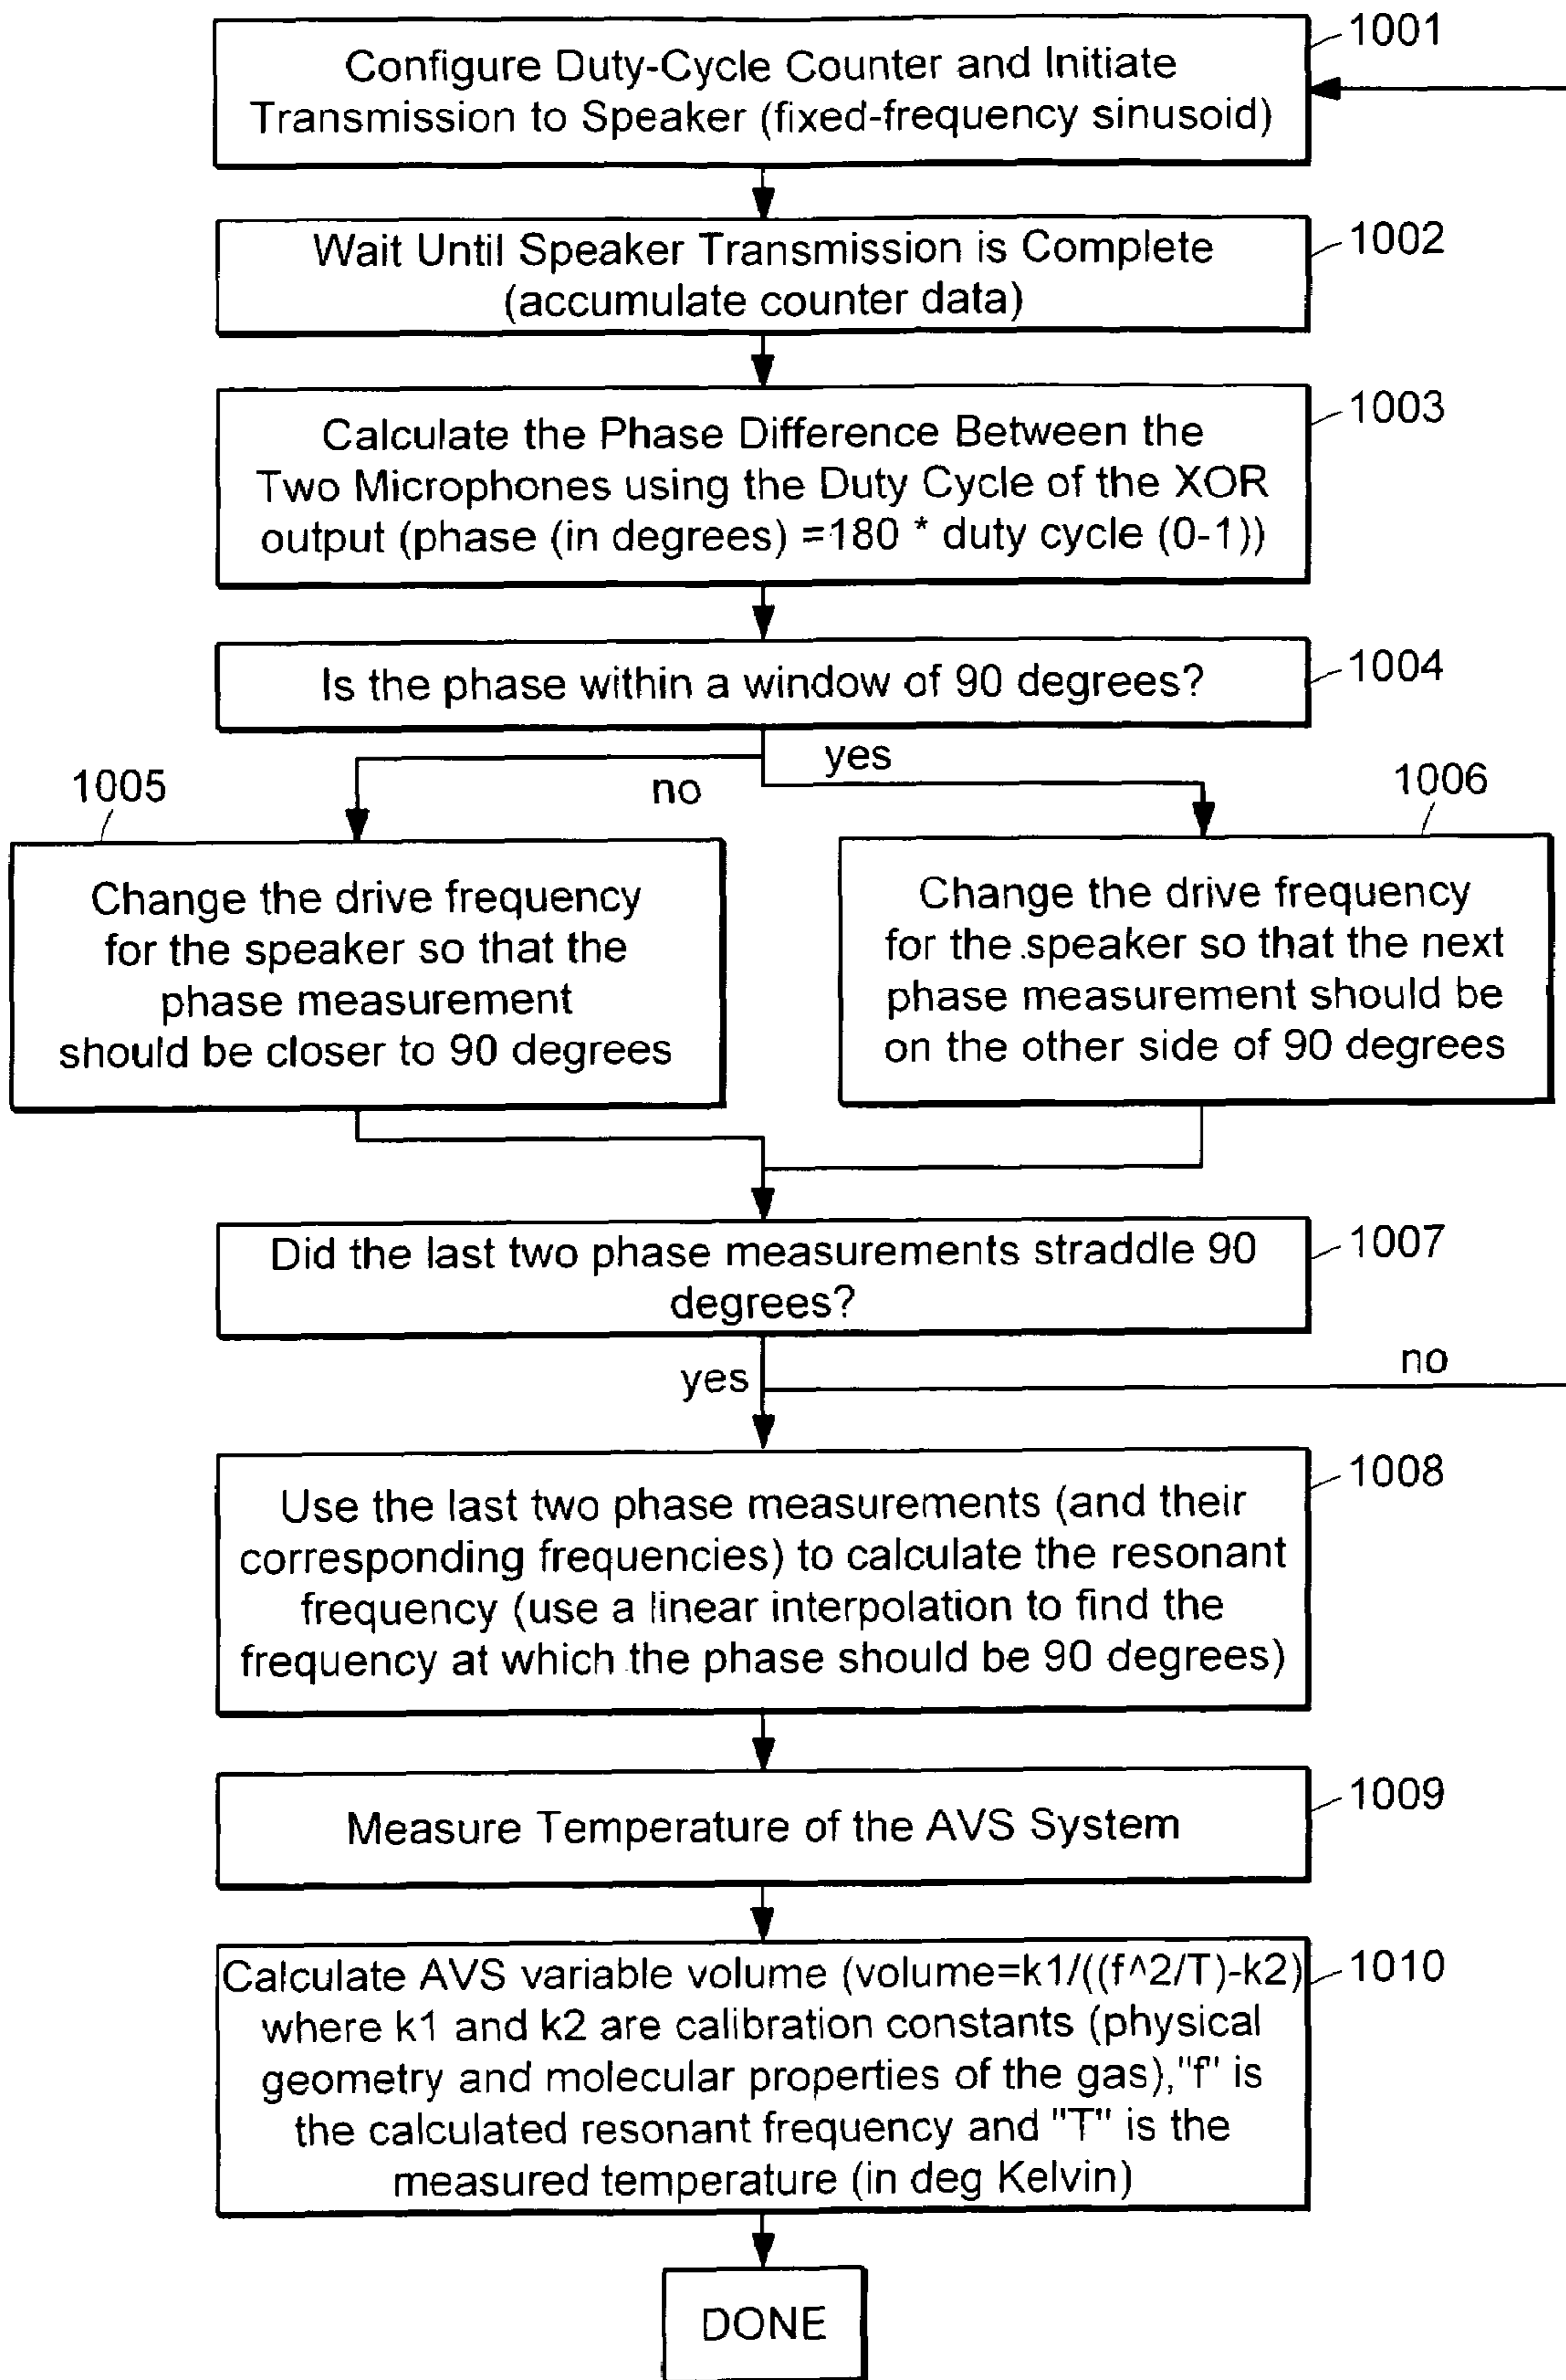 1001
Configure Duty-Cycle Counter and Initiate
Transmission to Speaker (fixed-frequency sinusoid)
1002
Wait Until Speaker Transmission is Complete
(accumulate counter data)
1003
Calculate the Phase Difference Between the
Two Microphones using the Duty Cycle of the XOR
output (phase (in degrees) =180 * duty cycle (0-1))
1004
Is the phase within a window of 90 degrees?
yes
no
1005
Change the drive frequency
for the speaker so that the
phase measurement
should be closer to 90 degrees
1006
Change the drive frequency
for the speaker so that the next
phase measurement should be
on the other side of 90 degrees
1007
Did the last two phase measurements straddle 90
degrees?
yes
no
1008
Use the last two phase measurements (and their
corresponding frequencies) to calculate the resonant
frequency (use a linear interpolation to find the
frequency at which the phase should be 90 degrees)
1009
Measure Temperature of the AVS System
1010
Calculate AVS variable volume (volume=k1/((f^2/T)-k2)
where k1 and k2 are calibration constants (physical
geometry and molecular properties of the gas),"f" is
the calculated resonant frequency and "T" is the
measured temperature (in deg Kelvin)
DONE